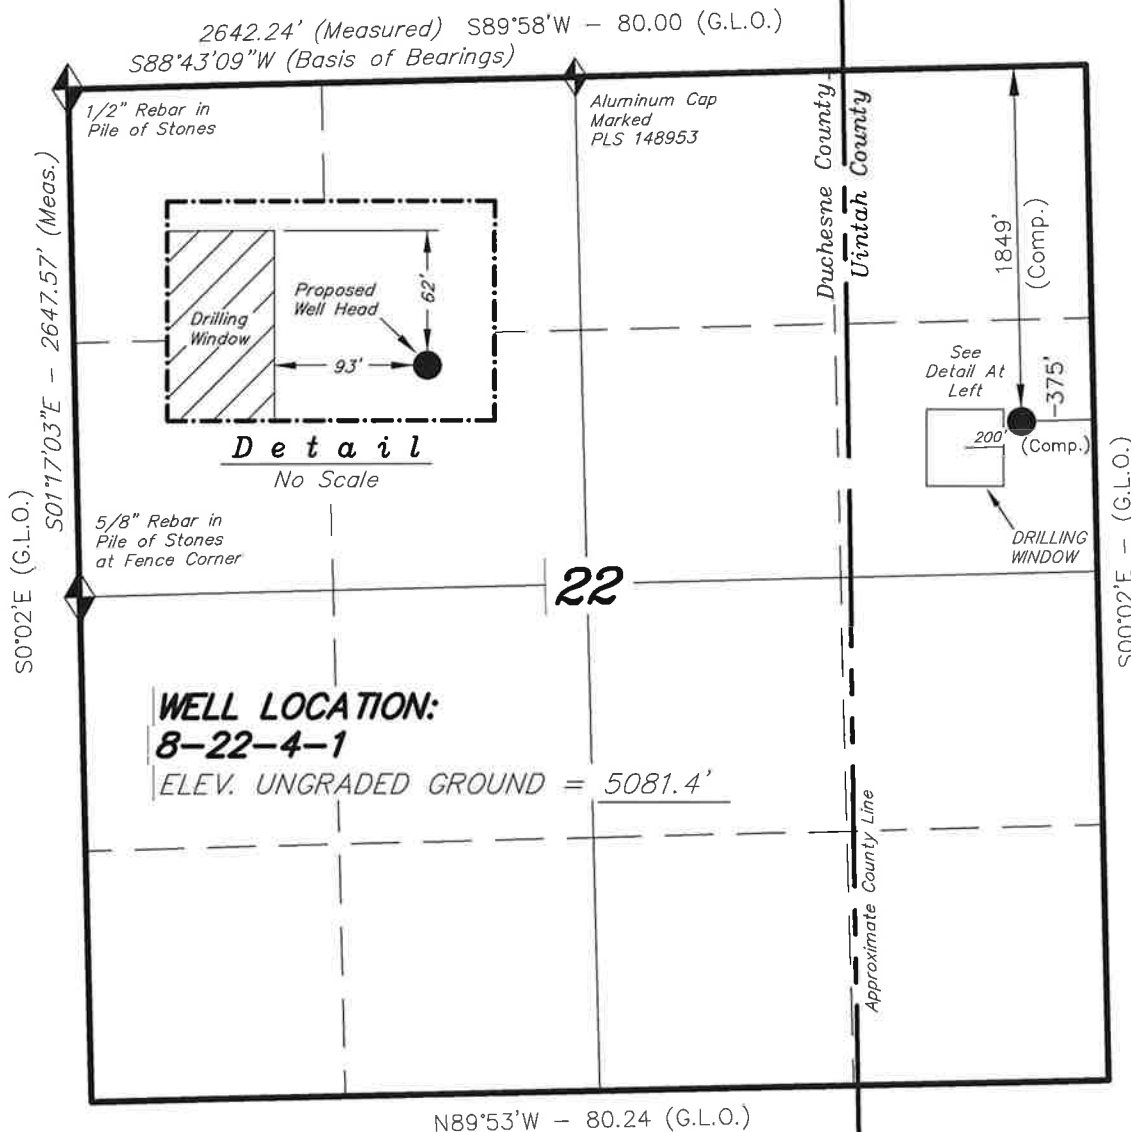 2642.24' (Measured) S89°58'W – 80.00 (G.L.O.)
S88°43'09"W (Basis of Bearings)
1/2" Rebar in
Pile of Stones
Aluminum Cap
Marked
PLS 148953
Duchesne County
Uintah County
1849'
(Comp.)
S01°17'03"E – 2647.57' (Meas.)
S0°02'E (G.L.O.)
Drilling
Window
Proposed
Well Head
62'
93'
Detail
No Scale
See
Detail At
Left
375'
200'
(Comp.)
DRILLING
WINDOW
S00°02'E – (G.L.O.)
5/8" Rebar in
Pile of Stones
at Fence Corner
22
WELL LOCATION:
8–22–4–1
ELEV. UNGRADED GROUND = 5081.4'
Approximate County Line
N89°53'W – 80.24 (G.L.O.)